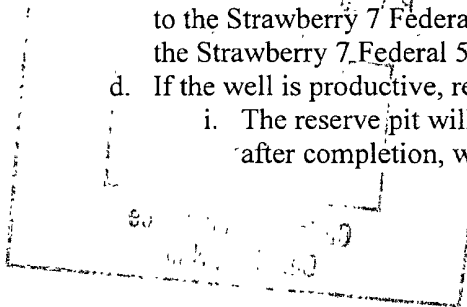 to the Strawberry 7 Federa
the Strawberry 7 Federal 5
d. If the well is productive, re
i. The reserve pit wil
after completion, w